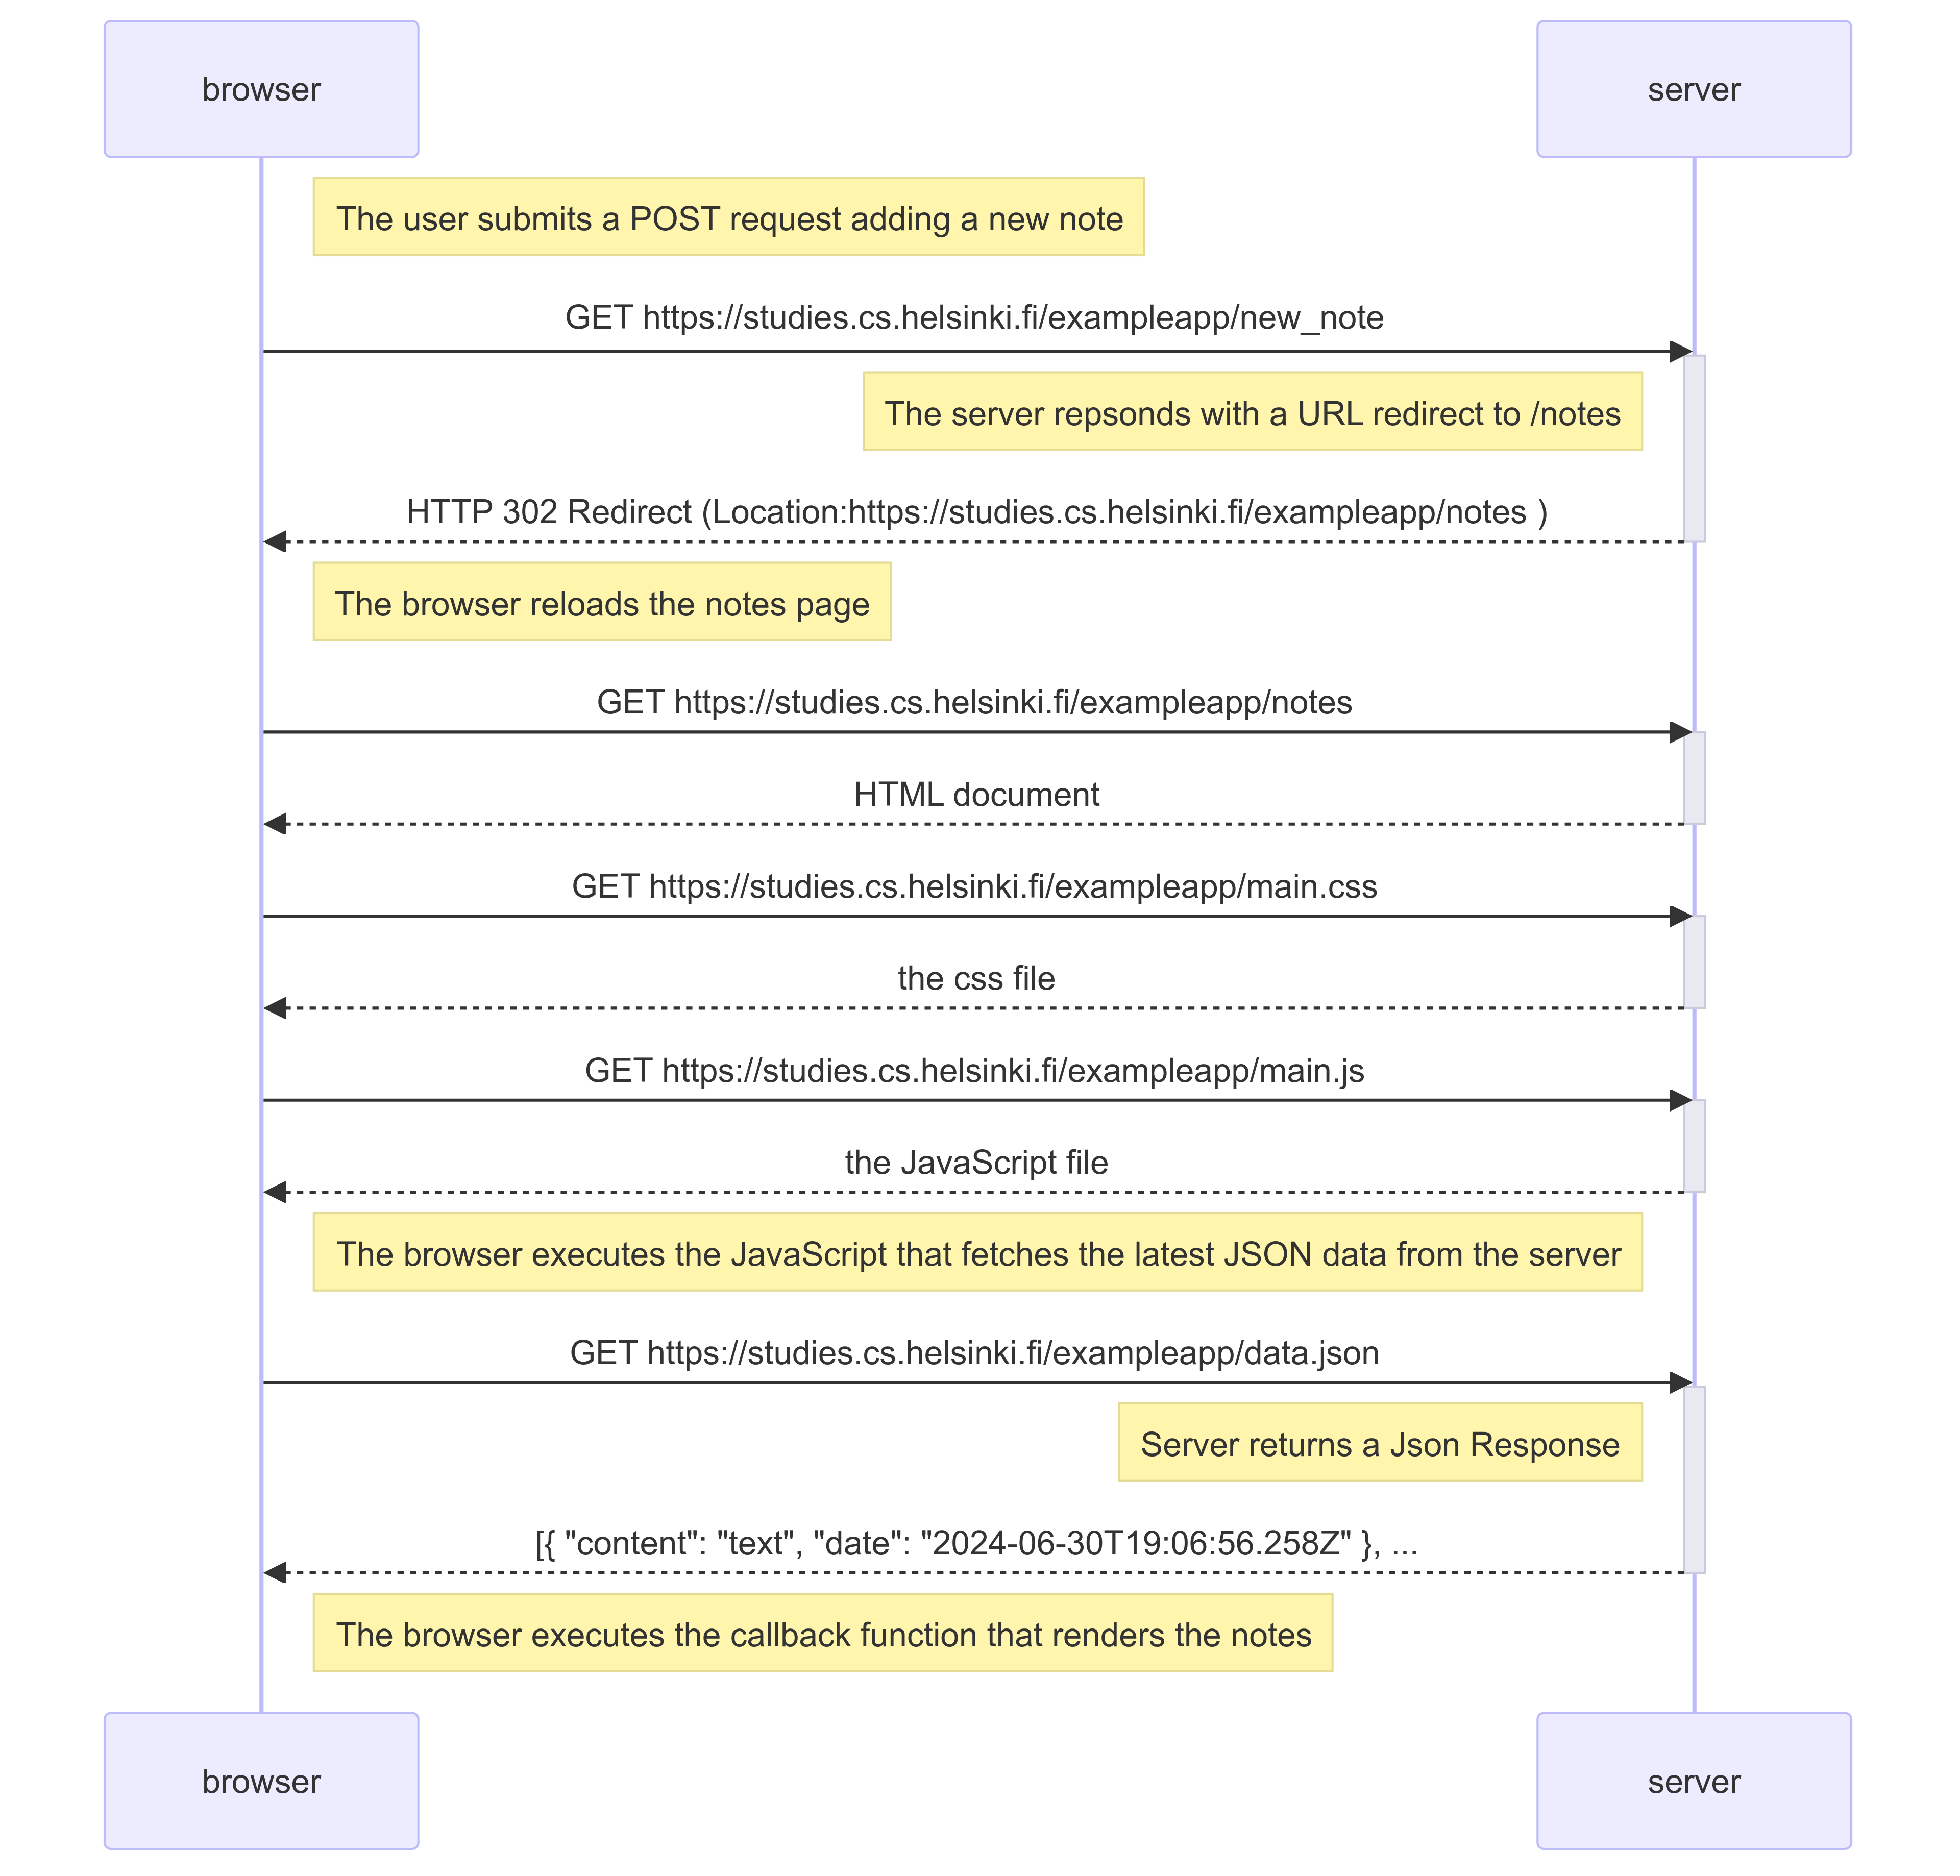 browser
server
The user submits a POST request adding a new note
GET https://studies.cs.helsinki.fi/exampleapp/new_note
The server repsonds with a URL redirect to /notes
HTTP 302 Redirect (Location:https://studies.cs.helsinki.fi/exampleapp/notes )
The browser reloads the notes page
GET https://studies.cs.helsinki.fi/exampleapp/notes
HTML document
GET https://studies.cs.helsinki.fi/exampleapp/main.css
the css file
GET https://studies.cs.helsinki.fi/exampleapp/main.js
the JavaScript file
The browser executes the JavaScript that fetches the latest JSON data from the server
GET https://studies.cs.helsinki.fi/exampleapp/data.json
Server returns a Json Response
[{ "content": "text", "date": "2024-06-30T19:06:56.258Z" }, ...
The browser executes the callback function that renders the notes
browser
server